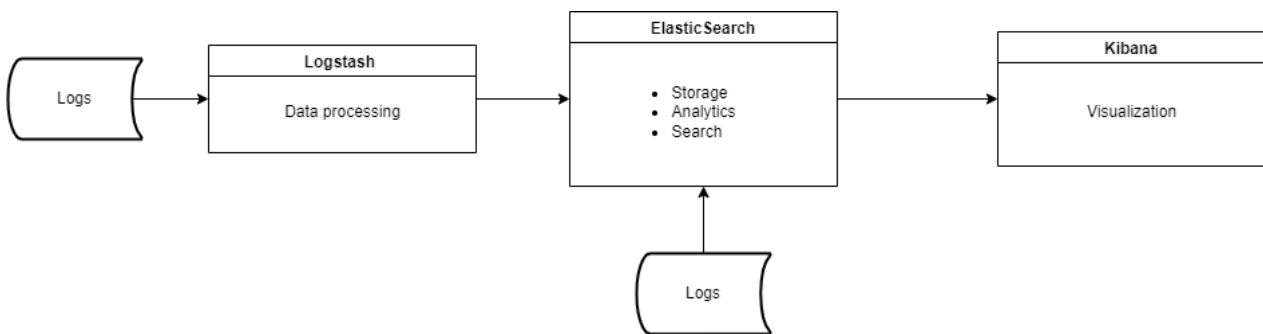 Logs
Logstash
Data processing
ElasticSearch
Storage
Analytics
Search
Kibana
Visualization
Logs